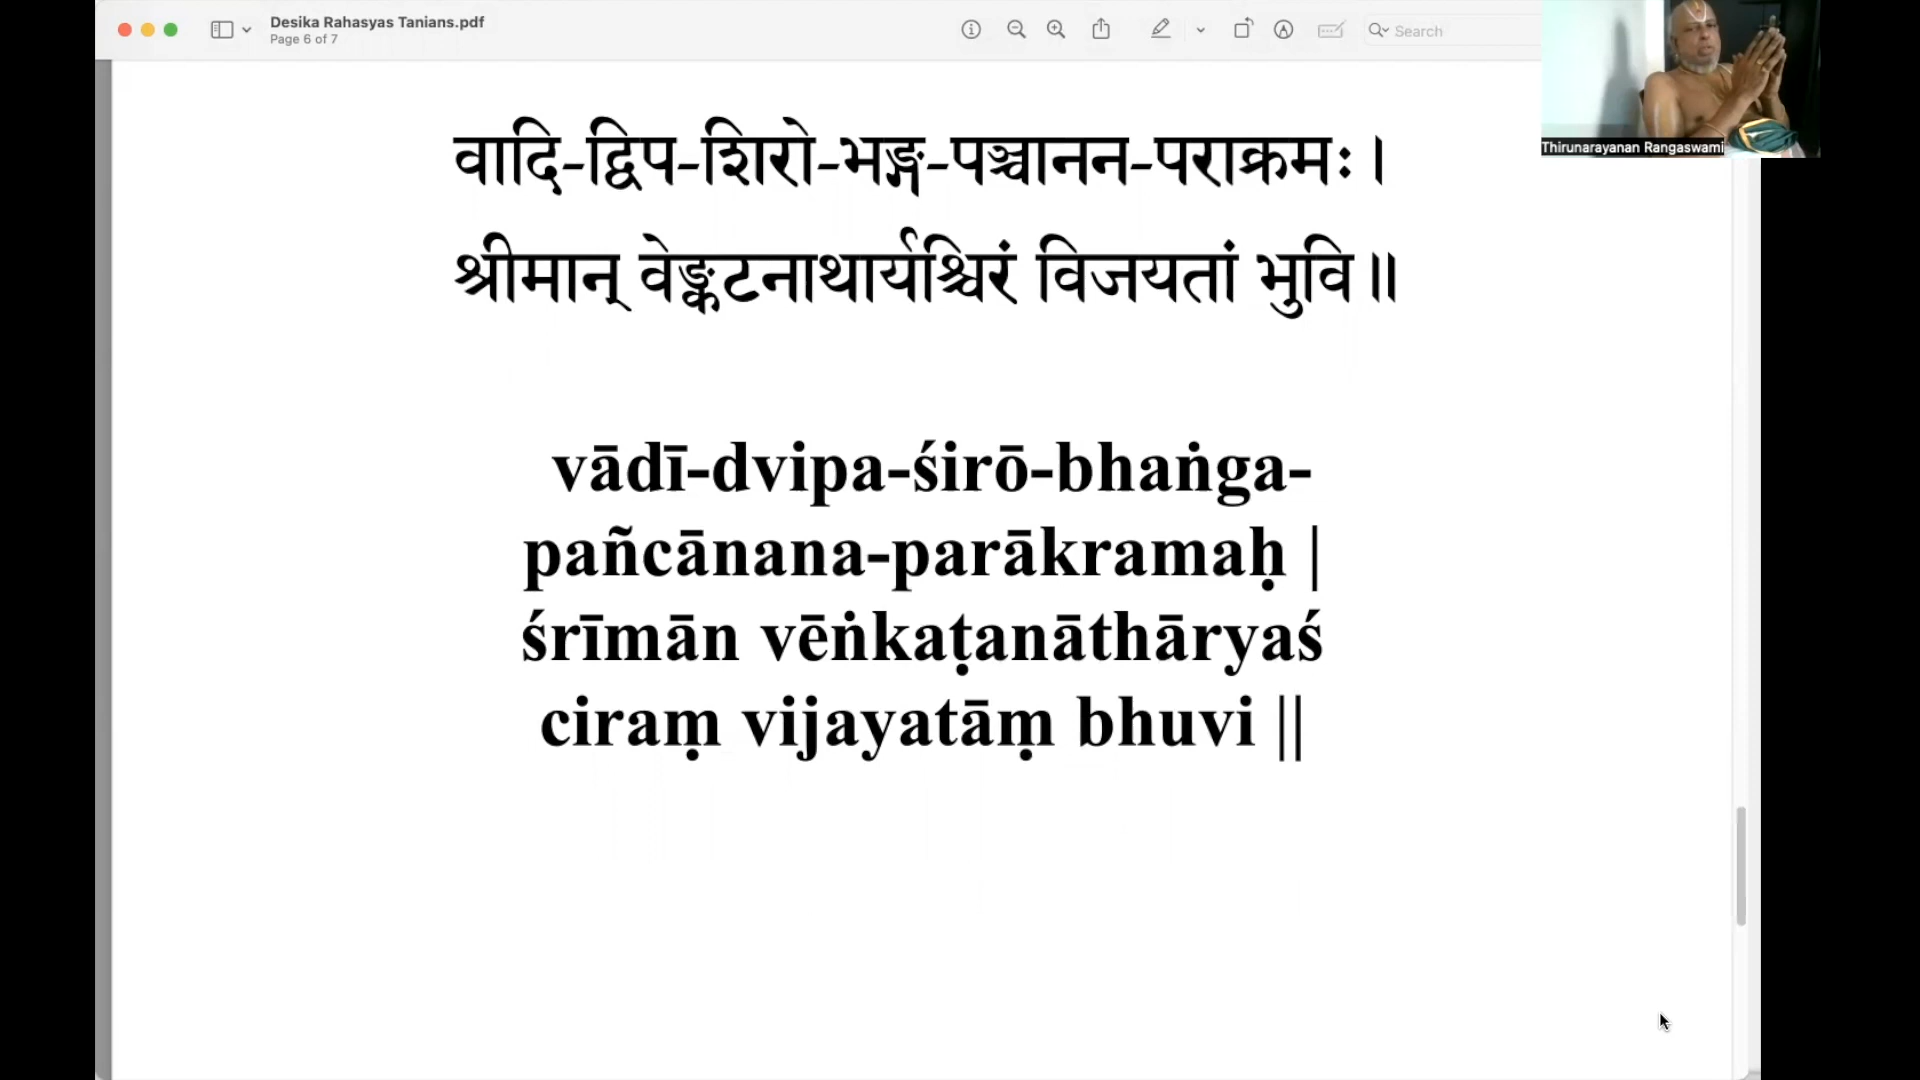 Desika Rahasyas Tanians.pdf
Page 6 of 7
Search
Thirunarayanan Rangaswami
वादि-द्विप-शिरो-भङ्ग-पञ्चानन-पराक्रमः।
श्रीमान् वेङ्कटनाथार्यश्चिरं विजयतां भुवि॥
vādī-dvipa-śirō-bhaṅga-
pañcānana-parākramaḥ |
śrīmān vēṅkaṭanāthāryaś
ciraṃ vijayatāṃ bhuvi ||